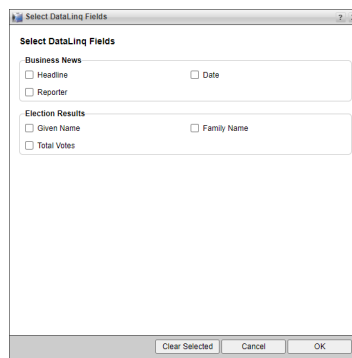 Select DataLinq Fields
?
Select DataLinq Fields
Business News
Headline
Date
Reporter
Election Results
Given Name
Family Name
Total Votes
Clear Selected
Cancel
OK